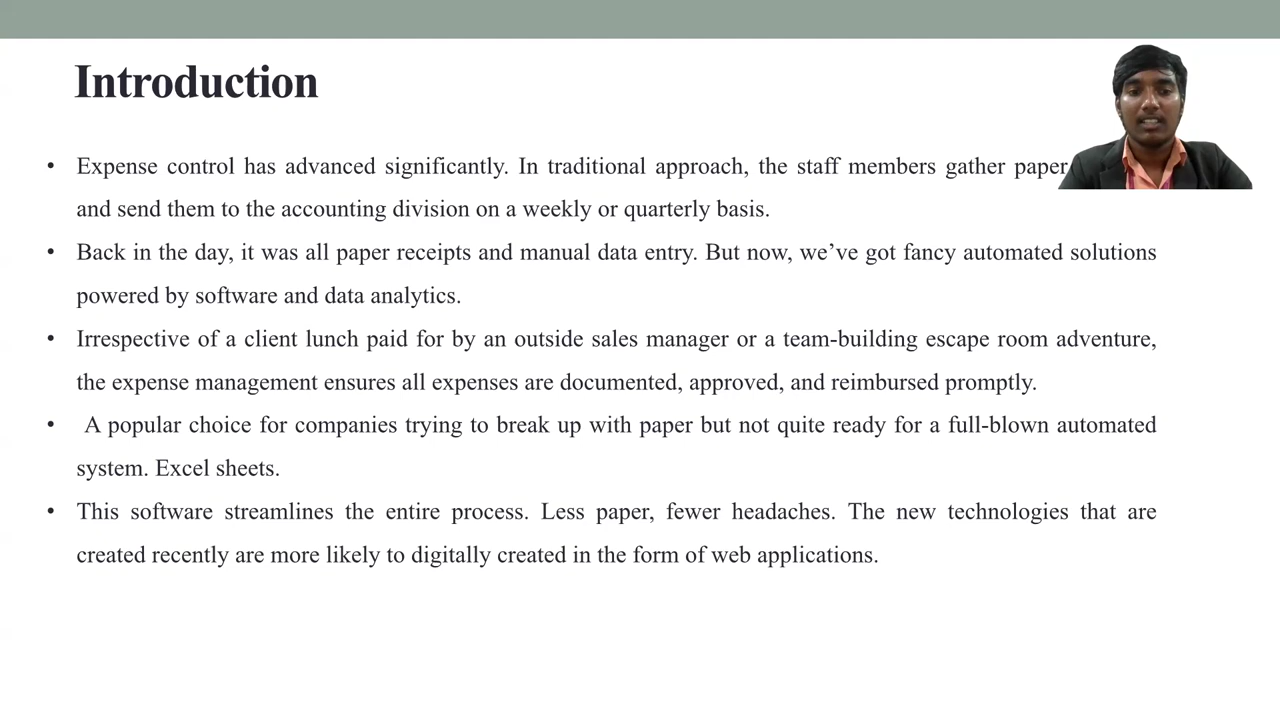 Introduction
• Expense control has advanced significantly. In traditional approach, the staff members gather paper
and send them to the accounting division on a weekly or quarterly basis.
• Back in the day, it was all paper receipts and manual data entry. But now, we’ve got fancy automated solutions
powered by software and data analytics.
• Irrespective of a client lunch paid for by an outside sales manager or a team-building escape room adventure,
the expense management ensures all expenses are documented, approved, and reimbursed promptly.
• A popular choice for companies trying to break up with paper but not quite ready for a full-blown automated
system. Excel sheets.
• This software streamlines the entire process. Less paper, fewer headaches. The new technologies that are
created recently are more likely to digitally created in the form of web applications.